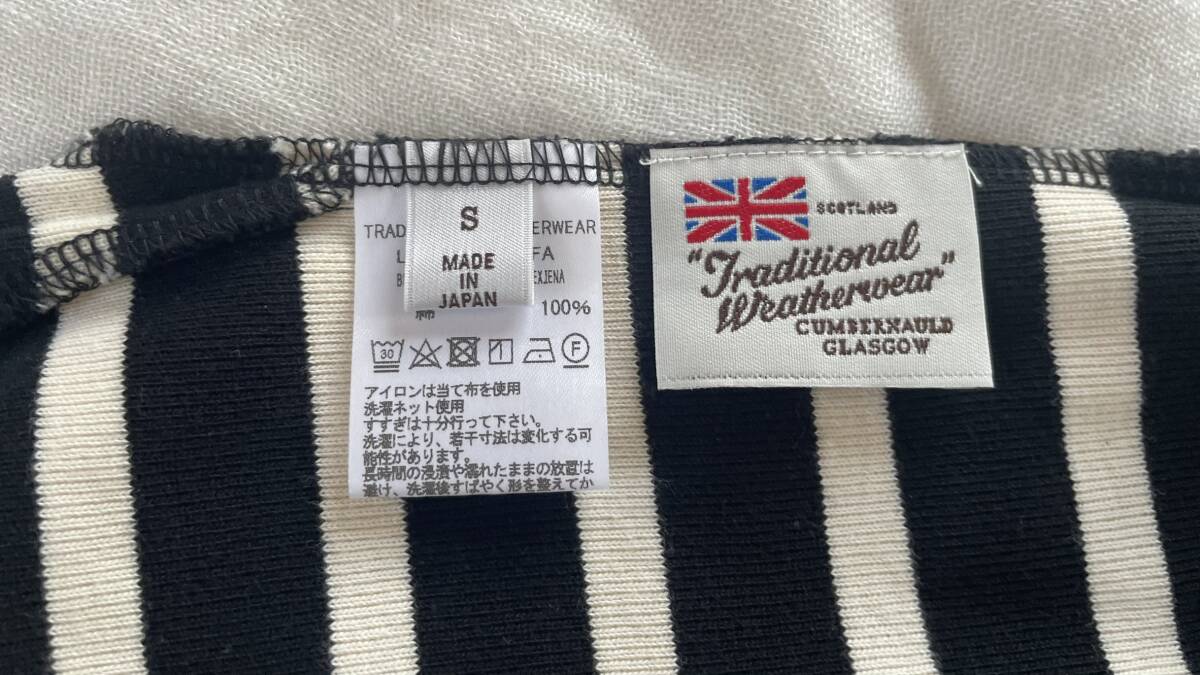 S
MADE
IN
JAPAN
綿 100%
30
F
アイロンは当て布を使用
洗濯ネット使用
すすぎは十分行って下さい。
洗濯により、若干寸法は変化する可
能性があります。
長時間の浸漬や濡れたままの放置は
避け、洗濯後すばやく形を整えてか
SCOTLAND
"Traditional
Weatherwear"
CUMBERNAULD
GLASGOW